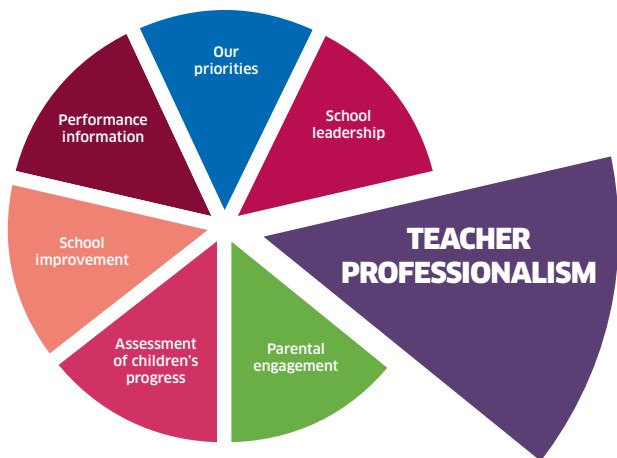 Our
priorities
School
leadership
TEACHER
PROFESSIONALISM
Parental
engagement
Assessment
of children's
progress
School
improvement
Performance
information